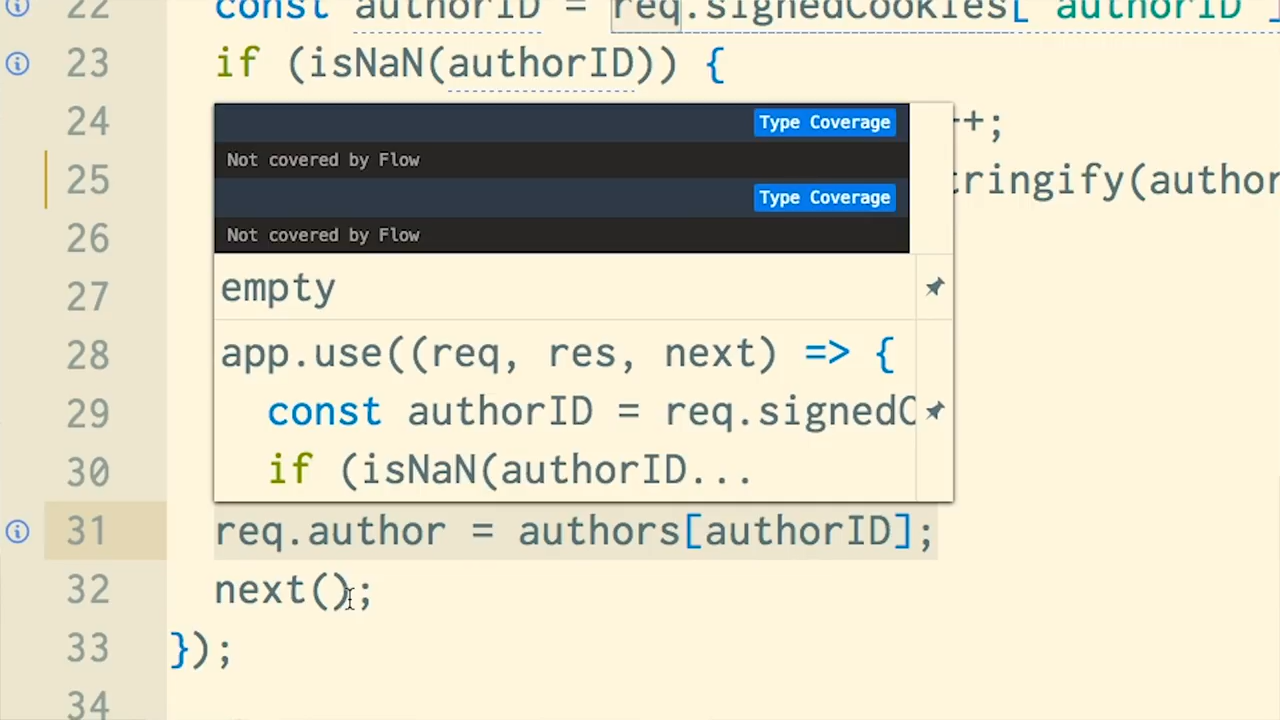 22 const authorID = req.signedCookies['authorID']
23 if (isNaN(authorID)) {
24 ++;
Type Coverage
Not covered by Flow
25 tringify(author
Type Coverage
26 Not covered by Flow
27 empty
28 app.use((req, res, next) => {
29 const authorID = req.signedC
30 if (isNaN(authorID...
31 req.author = authors[authorID];
32 next();
33 });
34